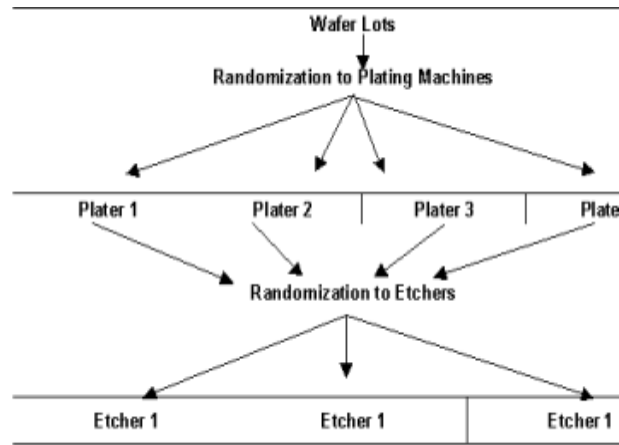 Wafer Lots
Randomization to Plating Machines
Plater 1 Plater 2 Plater 3 Plate
Randomization to Etchers
Etcher 1 Etcher 1 Etcher 1